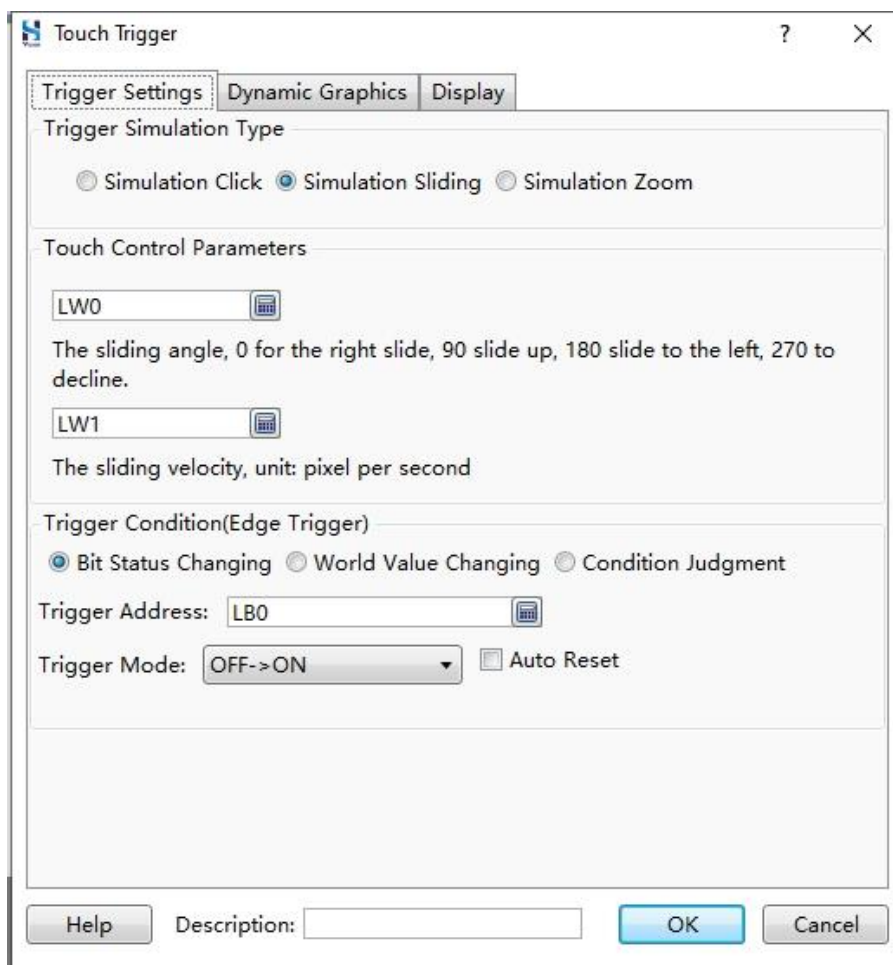 Touch Trigger
?
Trigger Settings Dynamic Graphics Display
Trigger Simulation Type
Simulation Click Simulation Sliding Simulation Zoom
Touch Control Parameters
LW0
The sliding angle, 0 for the right slide, 90 slide up, 180 slide to the left, 270 to
decline.
LW1
The sliding velocity, unit: pixel per second
Trigger Condition(Edge Trigger)
Bit Status Changing World Value Changing Condition Judgment
Trigger Address: LB0
Trigger Mode: OFF->ON Auto Reset
Help Description: OK Cancel